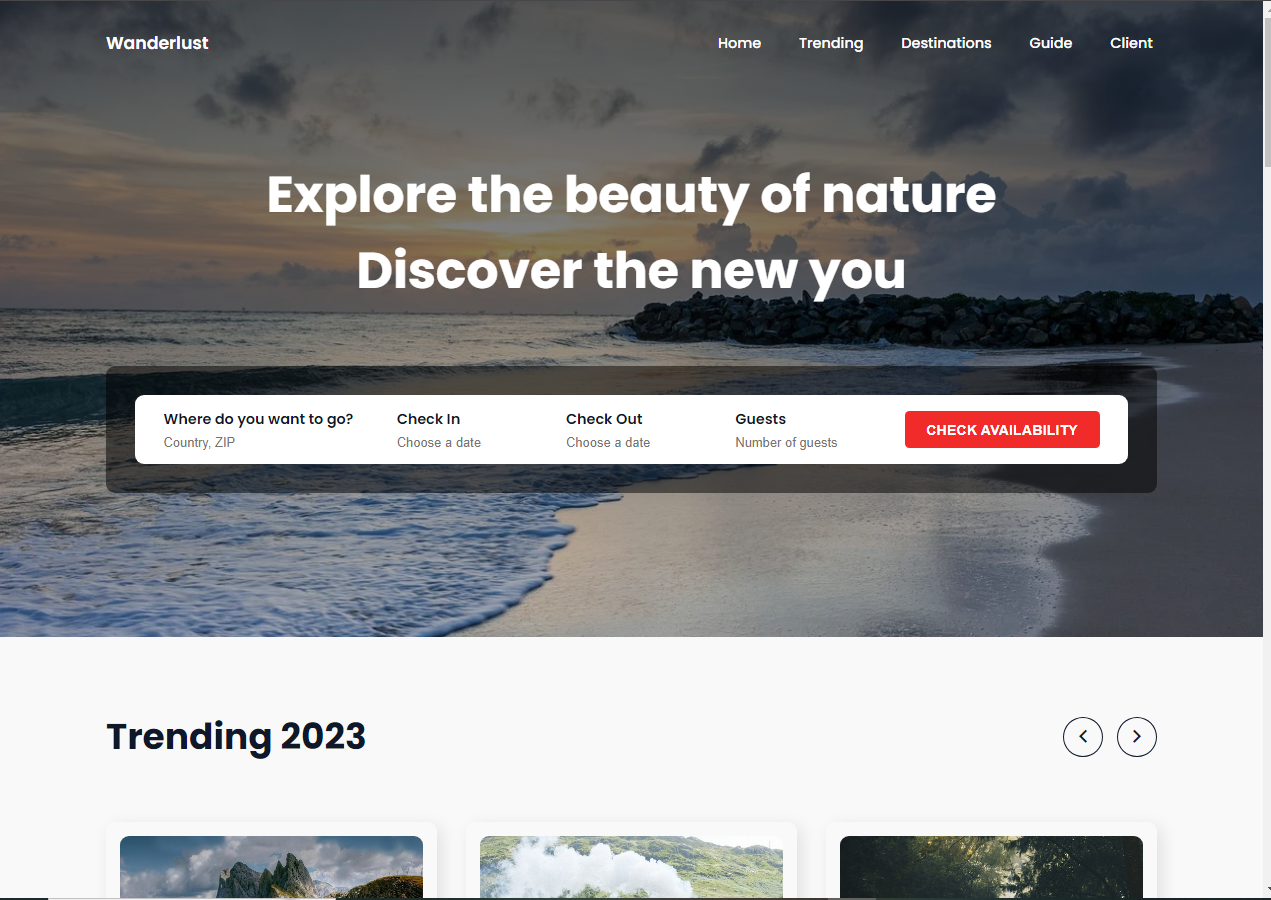 Wanderlust
Home Trending Destinations Guide Client
Explore the beauty of nature
Discover the new you
Where do you want to go? Check In Check Out Guests
Country, ZIP Choose a date Choose a date Number of guests
CHECK AVAILABILITY
Trending 2023